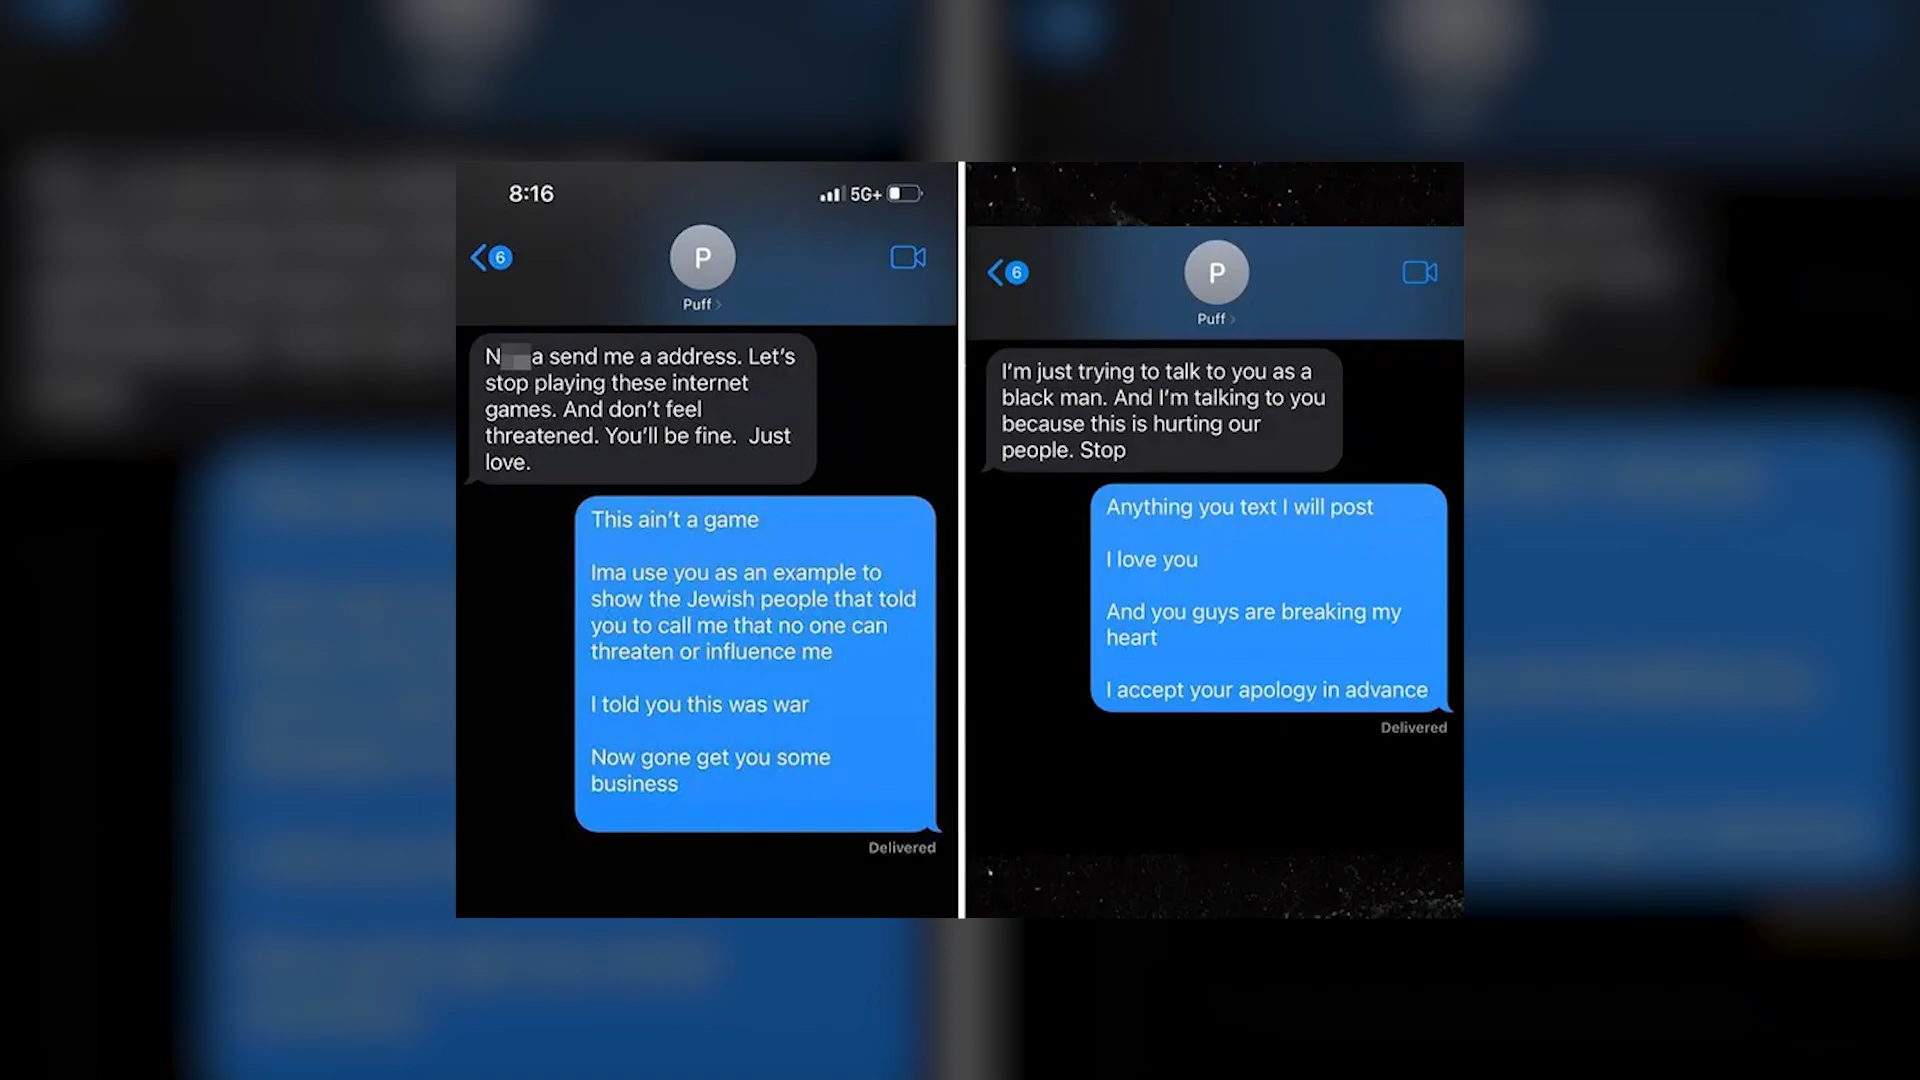 8:16
5G+
6
P
Puff
N a send me a address. Let's
stop playing these internet
games. And don't feel
threatened. You'll be fine. Just
love.
This ain't a game
Ima use you as an example to
show the Jewish people that told
you to call me that no one can
threaten or influence me
I told you this was war
Now gone get you some
business
Delivered
6
P
Puff
I'm just trying to talk to you as a
black man. And I'm talking to you
because this is hurting our
people. Stop
Anything you text I will post
I love you
And you guys are breaking my
heart
I accept your apology in advance
Delivered